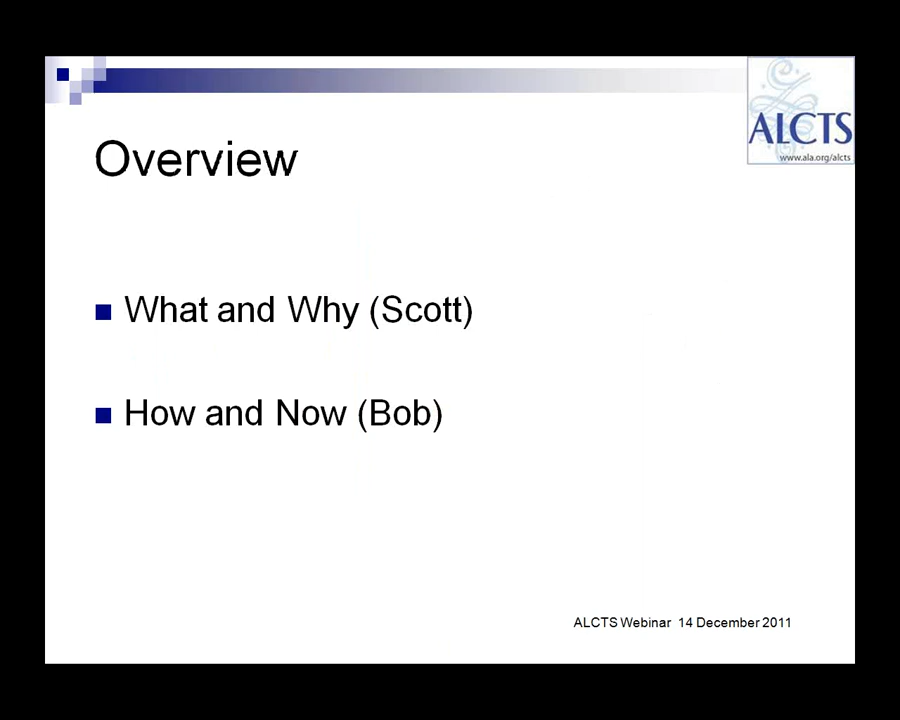 ALCTS
www.ala.org/alcts
Overview
What and Why (Scott)
How and Now (Bob)
ALCTS Webinar 14 December 2011